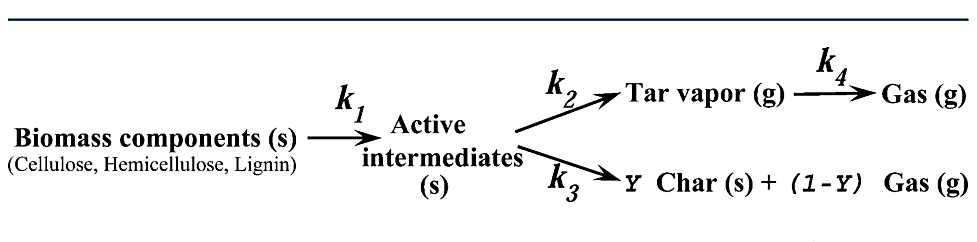 k1
k2
k4
Tar vapor (g)
Gas (g)
Biomass components (s)
(Cellulose, Hemicellulose, Lignin)
Active
intermediates
(s)
k3
Y Char (s) + (1-Y) Gas (g)